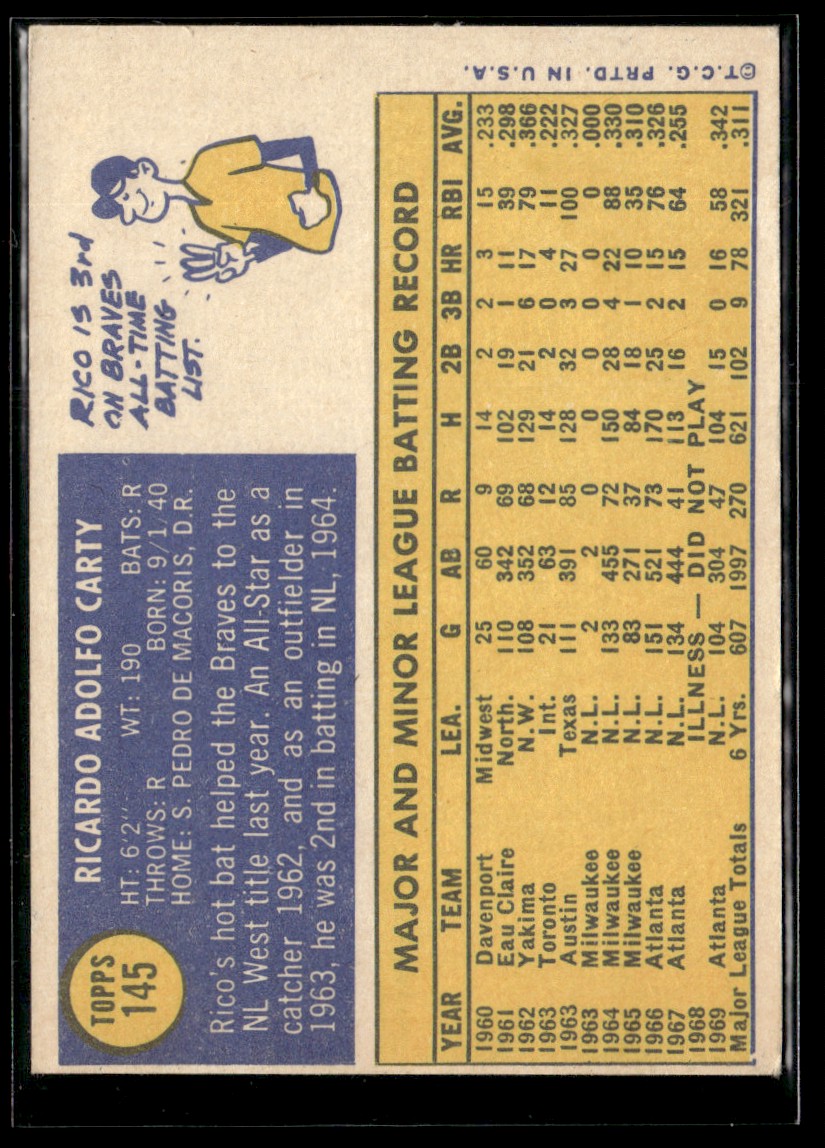 TOPPS
145
RICARDO ADOLFO CARTY
HT: 6'2" WT: 190 BATS: R
THROWS: R BORN: 9/1/40
HOME: S. PEDRO DE MACORIS, D.R.
Rico's hot bat helped the Braves to the
NL West title last year. An All-Star as a
catcher 1962, and as an outfielder in
1963, he was 2nd in batting in NL, 1964.
RICO IS 3rd
ON BRAVES
ALL-TIME
BATTING
LIST.
MAJOR AND MINOR LEAGUE BATTING RECORD
YEAR TEAM LEA. G AB R H 2B 3B HR RBI AVG.
1960 Davenport Midwest 25 60 9 14 2 2 3 15 .233
1961 Eau Claire North. 110 342 69 102 19 1 11 39 .298
1962 Yakima N.W. 108 352 68 129 21 6 17 79 .366
1963 Toronto Int. 21 63 12 14 2 0 4 11 .222
1963 Austin Texas 111 391 85 128 32 3 27 100 .327
1963 Milwaukee N.L. 2 2 0 0 0 0 0 0 .000
1964 Milwaukee N.L. 133 455 72 150 28 4 22 88 .330
1965 Milwaukee N.L. 83 271 37 84 18 1 10 35 .310
1966 Atlanta N.L. 151 521 73 170 25 2 15 76 .326
1967 Atlanta N.L. 134 444 41 113 16 2 15 64 .255
1968 ILLNESS — DID NOT PLAY
1969 Atlanta N.L. 104 304 47 104 15 0 16 58 .342
Major League Totals 6 Yrs. 607 1997 270 621 102 9 78 321 .311
©T.C.G. PRTD. IN U.S.A.